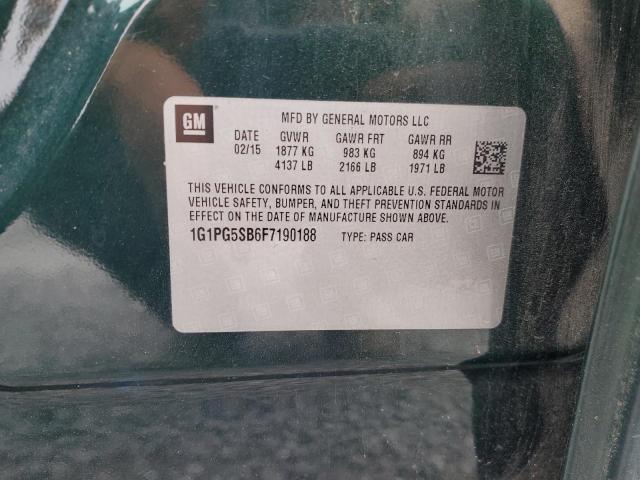 GM
MFD BY GENERAL MOTORS LLC
DATE GVWR GAWR FRT GAWR RR
02/15 1877 KG 983 KG 894 KG
4137 LB 2166 LB 1971 LB
THIS VEHICLE CONFORMS TO ALL APPLICABLE U.S. FEDERAL MOTOR
VEHICLE SAFETY, BUMPER, AND THEFT PREVENTION STANDARDS IN
EFFECT ON THE DATE OF MANUFACTURE SHOWN ABOVE.
1G1PG5SB6F7190188 TYPE: PASS CAR